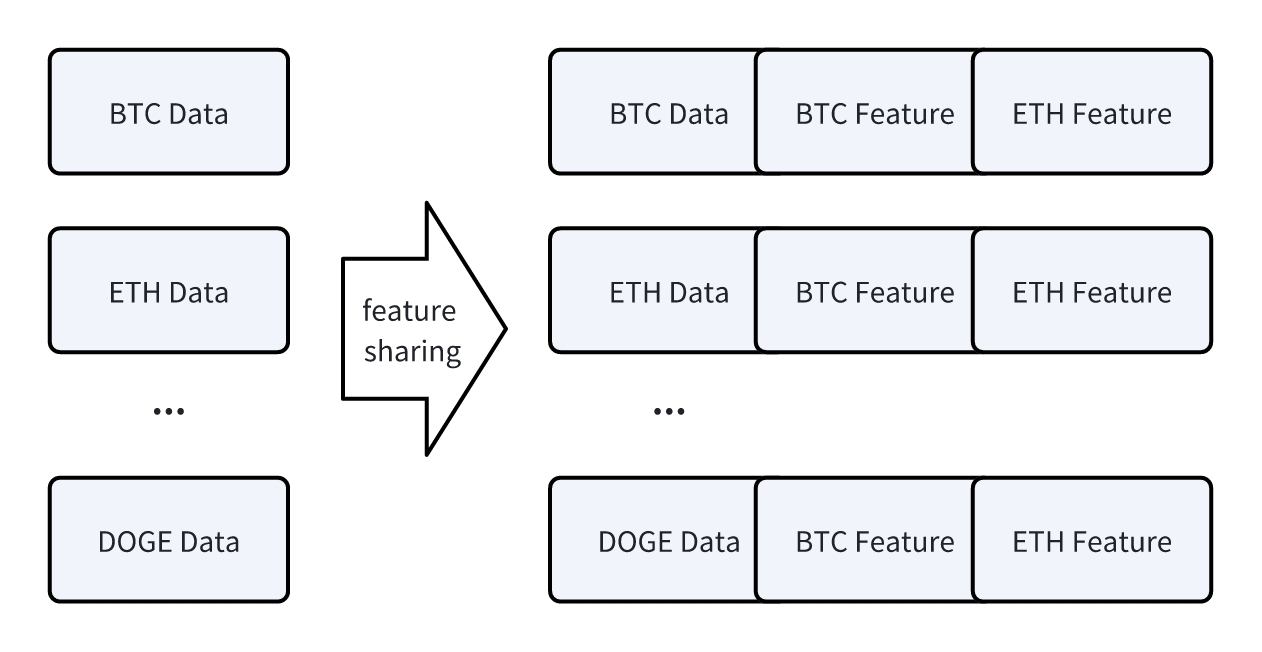 BTC Data
BTC Data
BTC Feature
ETH Feature
ETH Data
feature
sharing
ETH Data
BTC Feature
ETH Feature
...
...
DOGE Data
DOGE Data
BTC Feature
ETH Feature